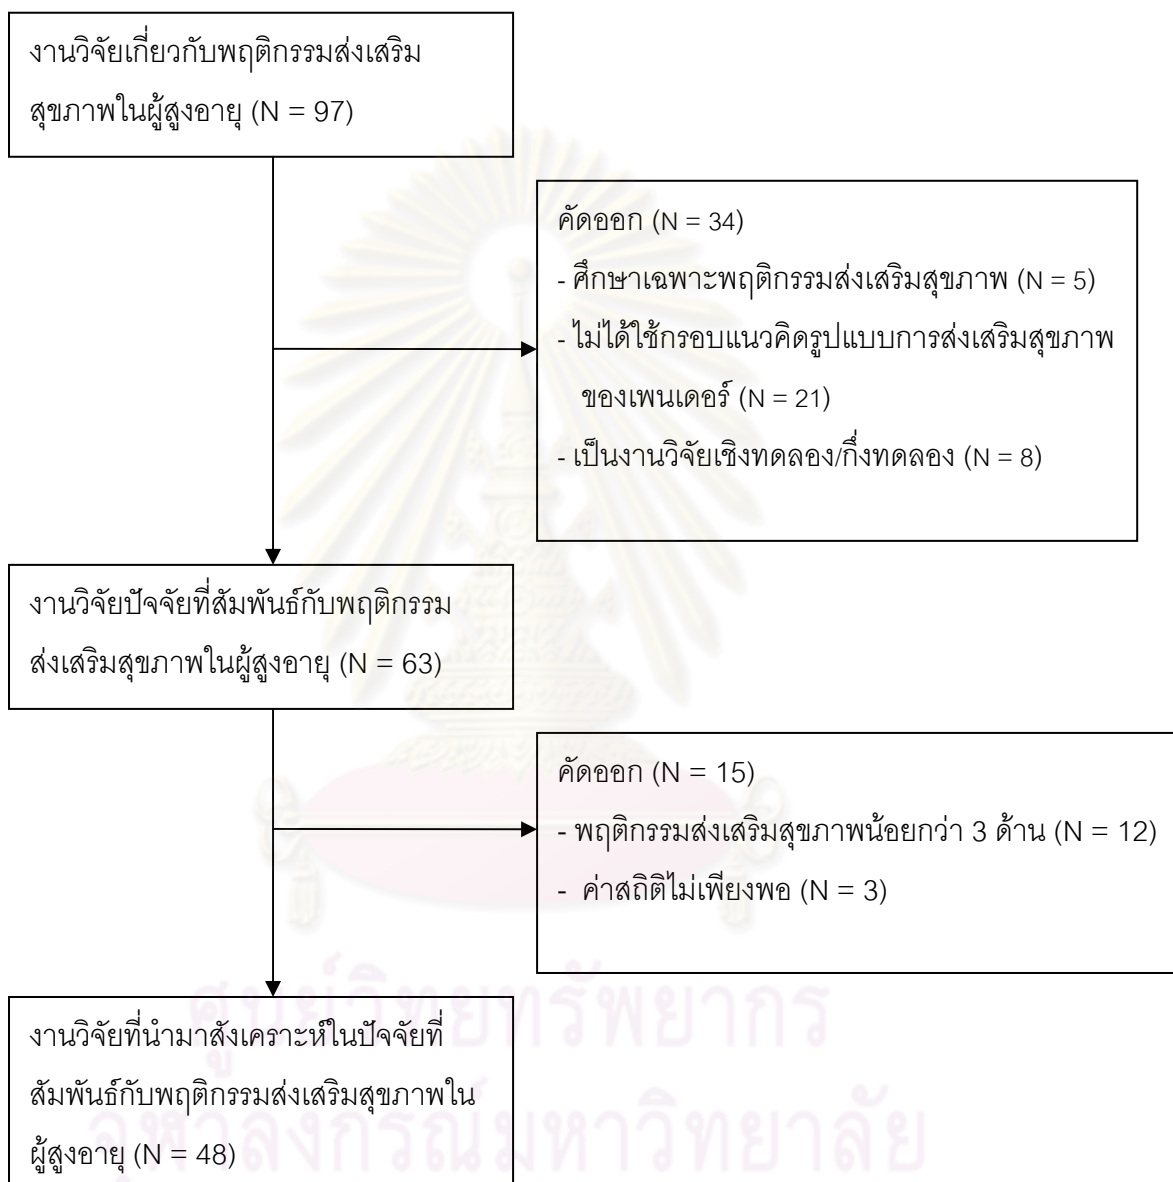 งานวิจัยเกี่ยวกับพฤติกรรมส่งเสริม
สุขภาพในผู้สูงอายุ (N = 97)
คัดออก (N = 34)
- ศึกษาเฉพาะพฤติกรรมส่งเสริมสุขภาพ (N = 5)
- ไม่ได้ใช้กรอบแนวคิดรูปแบบการส่งเสริมสุขภาพ
ของเพนเดอร์ (N = 21)
- เป็นงานวิจัยเชิงทดลอง/กึ่งทดลอง (N = 8)
งานวิจัยปัจจัยที่สัมพันธ์กับพฤติกรรม
ส่งเสริมสุขภาพในผู้สูงอายุ (N = 63)
คัดออก (N = 15)
- พฤติกรรมส่งเสริมสุขภาพน้อยกว่า 3 ด้าน (N = 12)
- ค่าสถิติไม่เพียงพอ (N = 3)
งานวิจัยที่นำมาสังเคราะห์ในปัจจัยที่
สัมพันธ์กับพฤติกรรมส่งเสริมสุขภาพใน
ผู้สูงอายุ (N = 48)
ศูนย์วิทยทรัพยากร
จุฬาลงกรณ์มหาวิทยาลัย